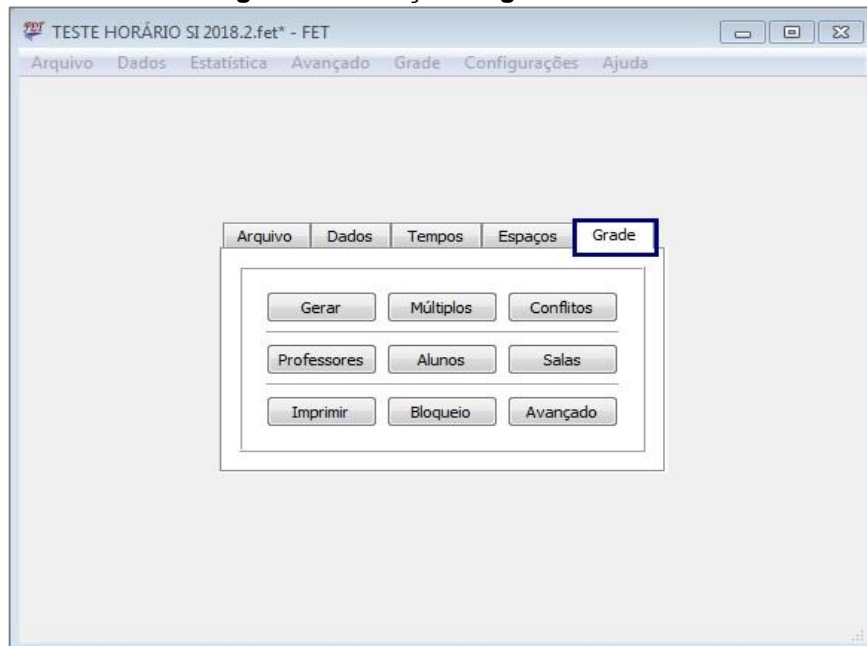 TESTE HORÁRIO SI 2018.2.fet* - FET
Arquivo Dados Estatística Avançado Grade Configurações Ajuda
Arquivo Dados Tempos Espaços Grade
Gerar Múltiplos Conflitos
Professores Alunos Salas
Imprimir Bloqueio Avançado